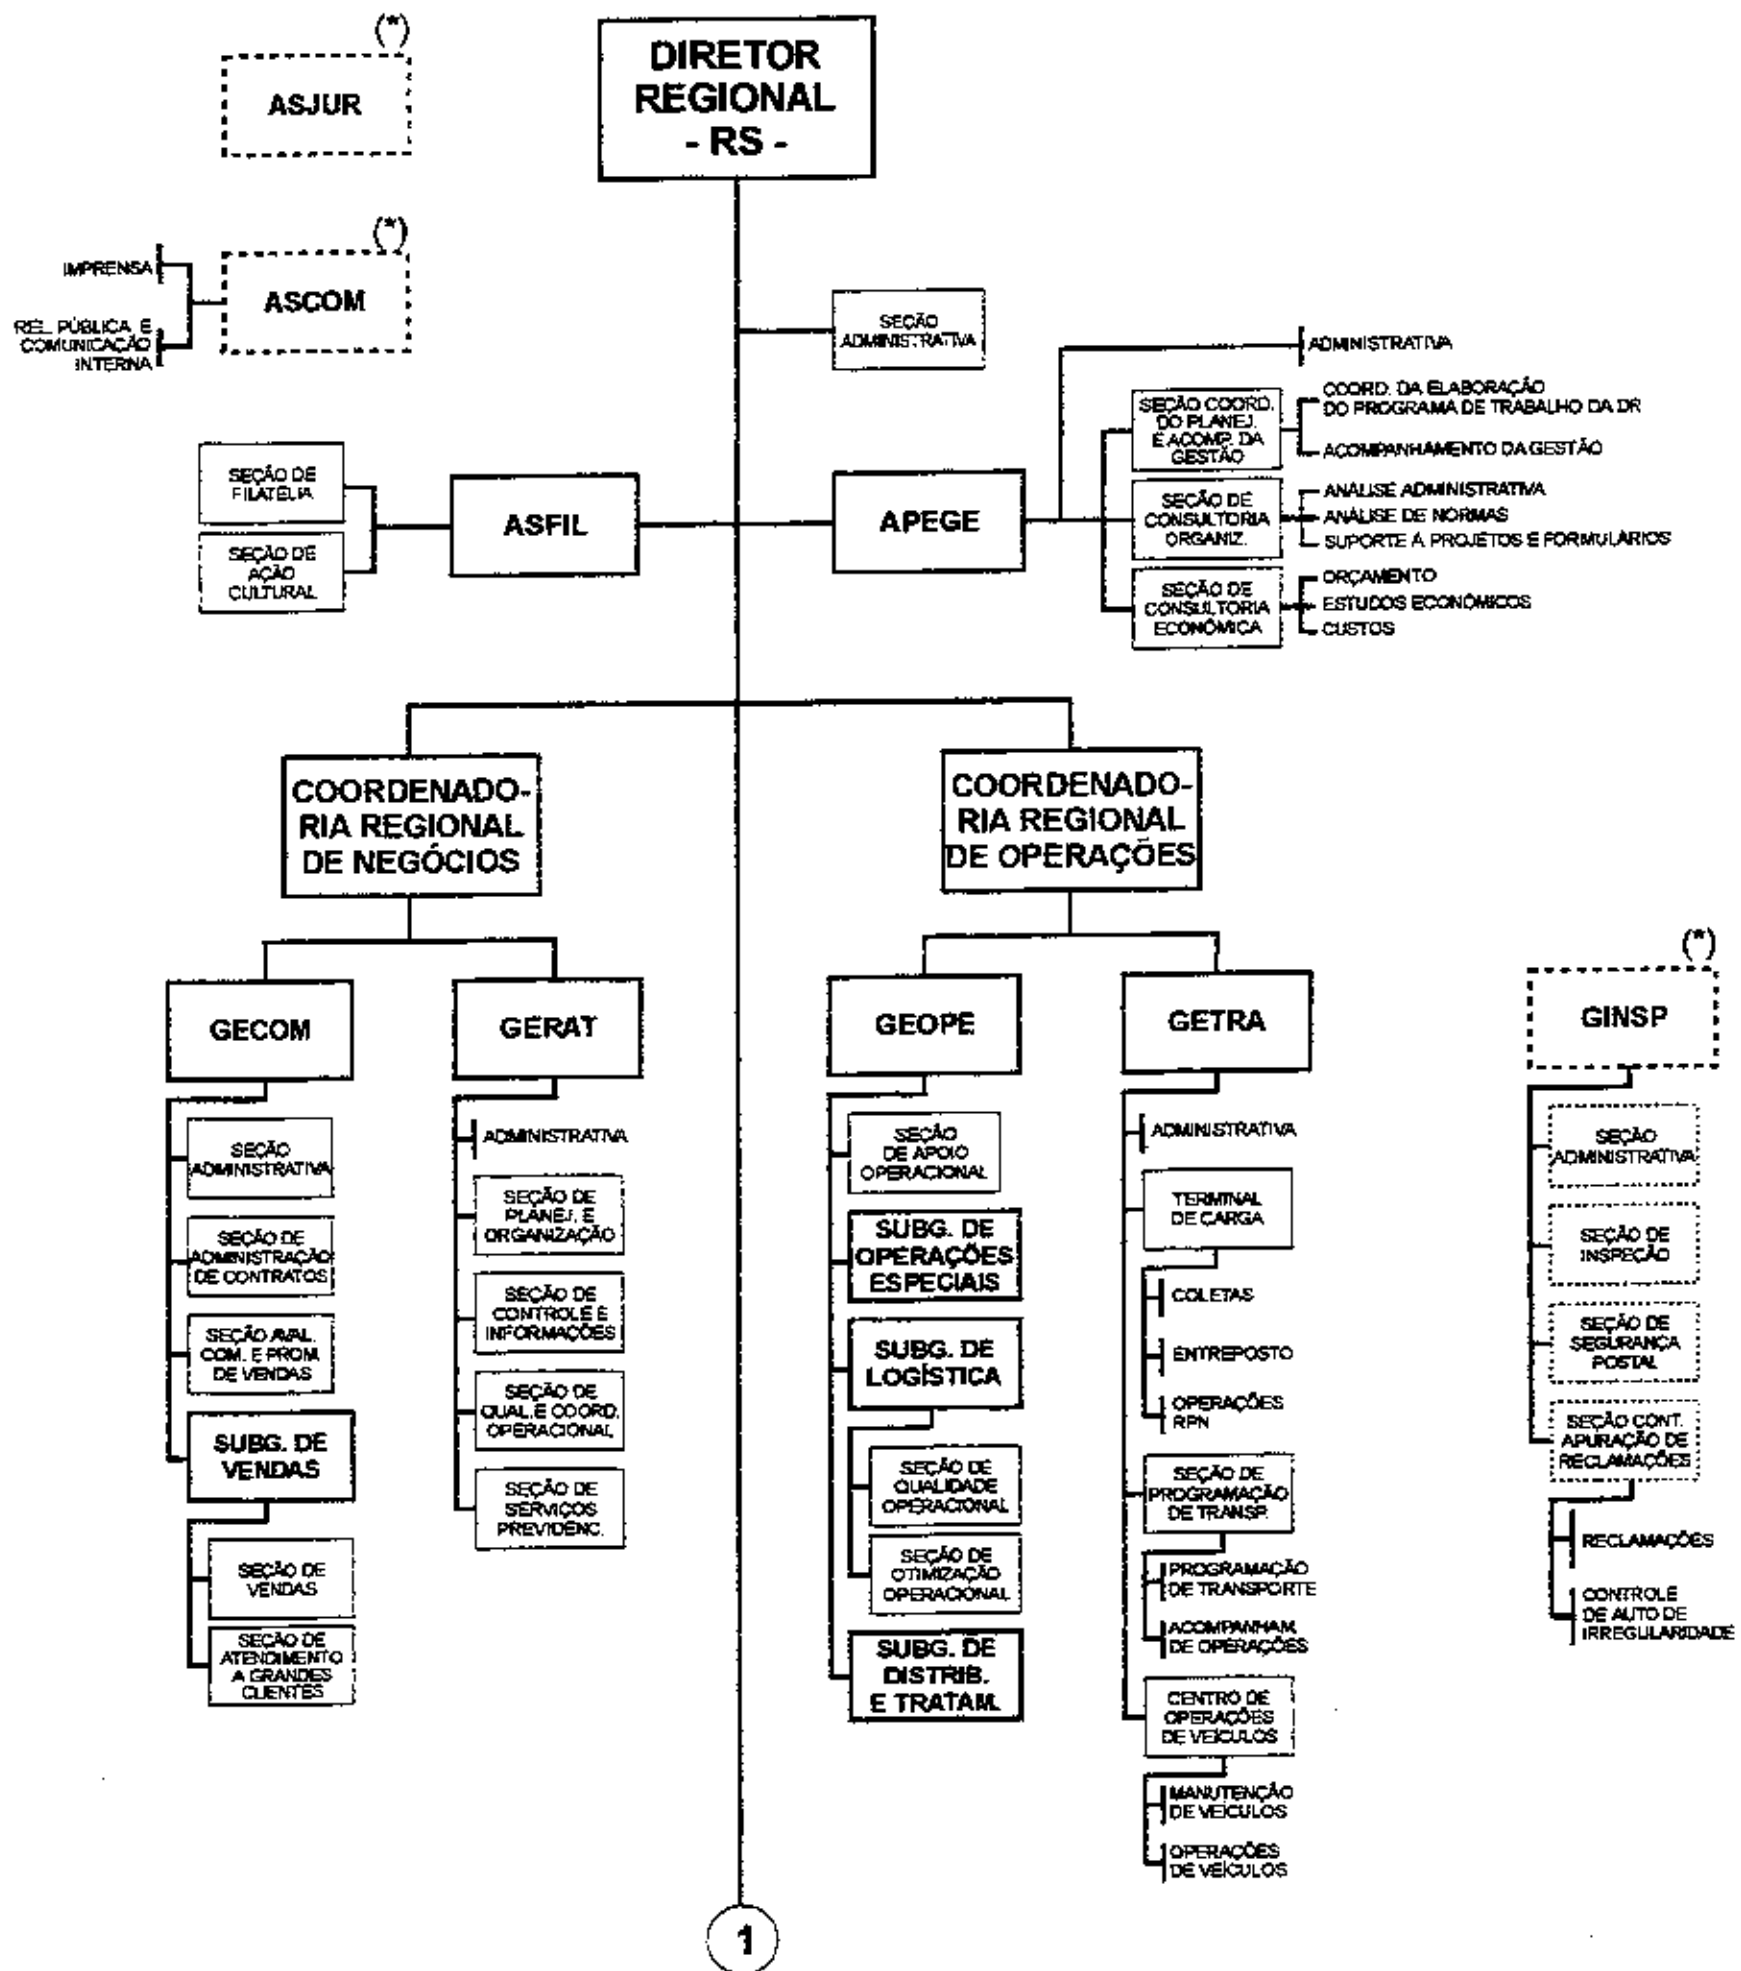 (*)
ASJUR
DIRETOR
REGIONAL
- RS -
(*)
ASCOM
IMPRENSA
REL. PÚBLICA E
COMUNICAÇÃO
INTERNA
SEÇÃO
ADMINISTRATIVA
SEÇÃO DE
FILATELIA
SEÇÃO DE
AÇÃO
CULTURAL
ASFIL
APEGE
ADMINISTRATIVA
SEÇÃO COORD.
DO PLANEJ.
E ACOMP. DA
GESTÃO
COORD. DA ELABORAÇÃO
DO PROGRAMA DE TRABALHO DA DR
ACOMPANHAMENTO DA GESTÃO
SEÇÃO DE
CONSULTORIA
ORGANIZ.
ANÁLISE ADMINISTRATIVA
ANÁLISE DE NORMAS
SUPORTE À PROJETOS E FORMULÁRIOS
SEÇÃO DE
CONSULTORIA
ECONÔMICA
ORÇAMENTO
ESTUDOS ECONÔMICOS
CUSTOS
COORDENADO-
RIA REGIONAL
DE NEGÓCIOS
COORDENADO-
RIA REGIONAL
DE OPERAÇÕES
GECOM
SEÇÃO
ADMINISTRATIVA
SEÇÃO DE
ADMINISTRAÇÃO
DE CONTRATOS
SEÇÃO AVAL.
COM. E PROM.
DE VENDAS
SUBG. DE
VENDAS
SEÇÃO DE
VENDAS
SEÇÃO DE
ATENDIMENTO
A GRANDES
CLIENTES
GERAT
ADMINISTRATIVA
SEÇÃO DE
PLANEJ. E
ORGANIZAÇÃO
SEÇÃO DE
CONTROLE E
INFORMAÇÕES
SEÇÃO DE
QUAL. E COORD.
OPERACIONAL
SEÇÃO DE
SERVIÇOS
PREVIDENC.
GEOPE
SEÇÃO
DE APOIO
OPERACIONAL
SUBG. DE
OPERAÇÕES
ESPECIAIS
SUBG. DE
LOGÍSTICA
SEÇÃO DE
QUALIDADE
OPERACIONAL
SEÇÃO DE
OTIMIZAÇÃO
OPERACIONAL
SUBG. DE
DISTRIB.
E TRATAM.
GETRA
ADMINISTRATIVA
TERMINAL
DE CARGA
COLETAS
ENTREPOSTO
OPERAÇÕES
RPN
SEÇÃO DE
PROGRAMAÇÃO
DE TRANSP.
PROGRAMAÇÃO
DE TRANSPORTE
ACOMPANHAM.
DE OPERAÇÕES
CENTRO DE
OPERAÇÕES
DE VEÍCULOS
MANUTENÇÃO
DE VEÍCULOS
OPERAÇÕES
DE VEÍCULOS
(*)
GINSP
SEÇÃO
ADMINISTRATIVA
SEÇÃO DE
INSPEÇÃO
SEÇÃO DE
SEGURANÇA
POSTAL
SEÇÃO CONT.
APURAÇÃO DE
RECLAMAÇÕES
RECLAMAÇÕES
CONTROLE
DE AUTO DE
IRREGULARIDADE
1